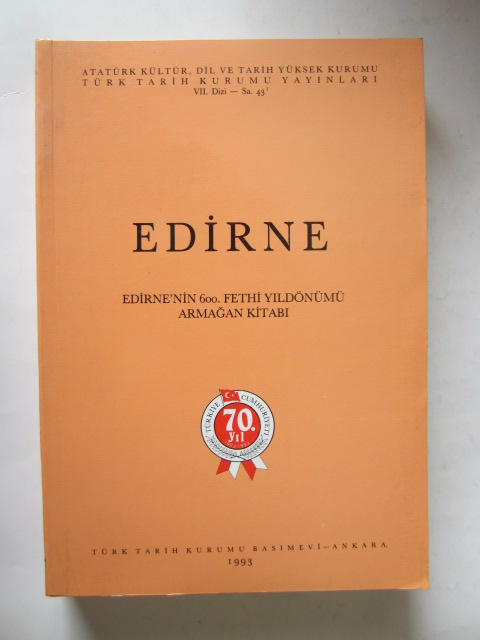 ATATÜRK KÜLTÜR, DİL VE TARİH YÜKSEK KURUMU
TÜRK TARİH KURUMU YAYINLARI
VII. Dizi — Sa. 43¹
EDİRNE
EDİRNE'NİN 600. FETHİ YILDÖNÜMÜ
ARMAĞAN KİTABI
TÜRKİYE CUMHURİYETİ
70.
yıl
TÜRK TARİH KURUMU BASIMEVİ—ANKARA,
1993